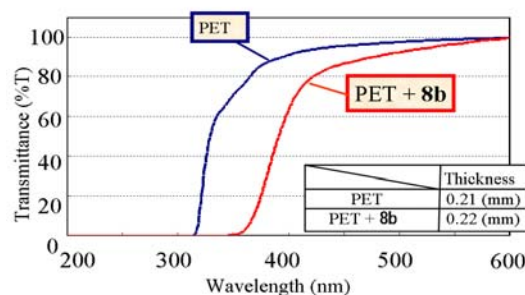 PET
100
80
60
40
20
0
Transmittance (%T)
PET + 8b
Thickness
PET 0.21 (mm)
PET + 8b 0.22 (mm)
200 300 400 500 600
Wavelength (nm)